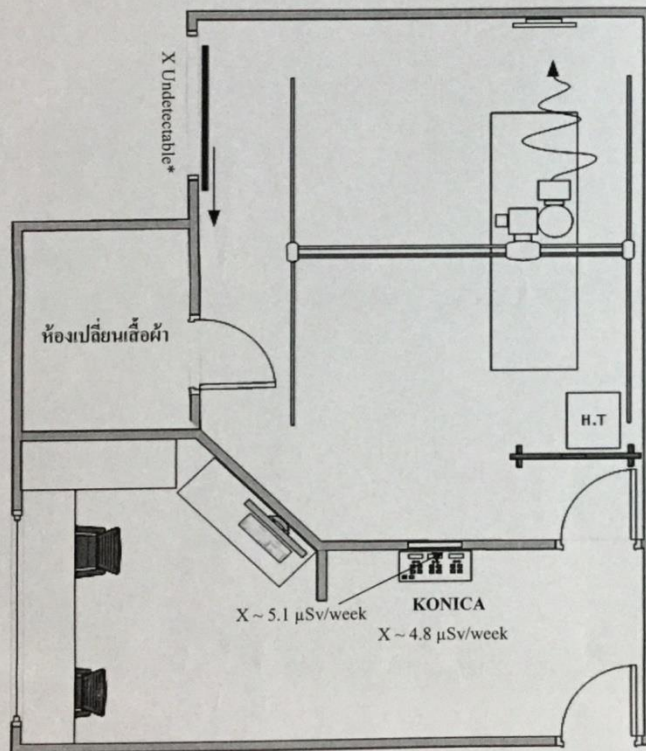 X Undetectable*
ห้องเปลี่ยนเสื้อผ้า
H.T
X ~ 5.1 µSv/week
KONICA
X ~ 4.8 µSv/week